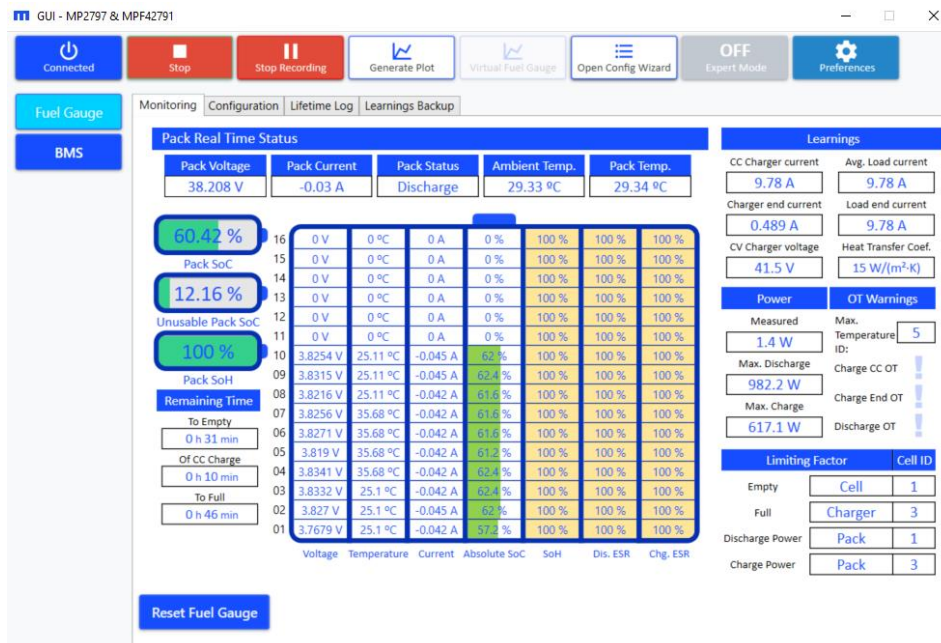 GUI - MP2797 & MPF42791
Connected
Stop
Stop Recording
Generate Plot
Virtual Fuel Gauge
Open Config Wizard
OFF
Expert Mode
Preferences
Fuel Gauge
BMS
Monitoring Configuration Lifetime Log Learnings Backup
Pack Real Time Status
Pack Voltage Pack Current Pack Status Ambient Temp. Pack Temp.
38.208 V -0.03 A Discharge 29.33 ºC 29.34 ºC
60.42 %
Pack SoC
12.16 %
Unusable Pack SoC
100 %
Pack SoH
Remaining Time
To Empty
0 h 31 min
Of CC Charge
0 h 10 min
To Full
0 h 46 min
16 0 V 0 ºC 0 A 0 % 100 % 100 % 100 %
15 0 V 0 ºC 0 A 0 % 100 % 100 % 100 %
14 0 V 0 ºC 0 A 0 % 100 % 100 % 100 %
13 0 V 0 ºC 0 A 0 % 100 % 100 % 100 %
12 0 V 0 ºC 0 A 0 % 100 % 100 % 100 %
11 0 V 0 ºC 0 A 0 % 100 % 100 % 100 %
10 3.8254 V 25.11 ºC -0.045 A 62 % 100 % 100 % 100 %
09 3.8315 V 25.11 ºC -0.045 A 62.4 % 100 % 100 % 100 %
08 3.8216 V 25.11 ºC -0.042 A 61.6 % 100 % 100 % 100 %
07 3.8256 V 35.68 ºC -0.042 A 61.6 % 100 % 100 % 100 %
06 3.8271 V 35.68 ºC -0.042 A 61.6 % 100 % 100 % 100 %
05 3.819 V 35.68 ºC -0.042 A 61.2 % 100 % 100 % 100 %
04 3.8341 V 35.68 ºC -0.042 A 62.4 % 100 % 100 % 100 %
03 3.8332 V 25.1 ºC -0.042 A 62.4 % 100 % 100 % 100 %
02 3.827 V 25.1 ºC -0.045 A 62 % 100 % 100 % 100 %
01 3.7679 V 25.1 ºC -0.042 A 57.2 % 100 % 100 % 100 %
Voltage Temperature Current Absolute SoC SoH Dis. ESR Chg. ESR
Reset Fuel Gauge
Learnings
CC Charger current Avg. Load current
9.78 A 9.78 A
Charger end current Load end current
0.489 A 9.78 A
CV Charger voltage Heat Transfer Coef.
41.5 V 15 W/(m²·K)
Power
Measured
1.4 W
Max. Discharge
982.2 W
Max. Charge
617.1 W
OT Warnings
Max.
Temperature 5
ID:
Charge CC OT
Charge End OT
Discharge OT
Limiting Factor Cell ID
Empty Cell 1
Full Charger 3
Discharge Power Pack 1
Charge Power Pack 3